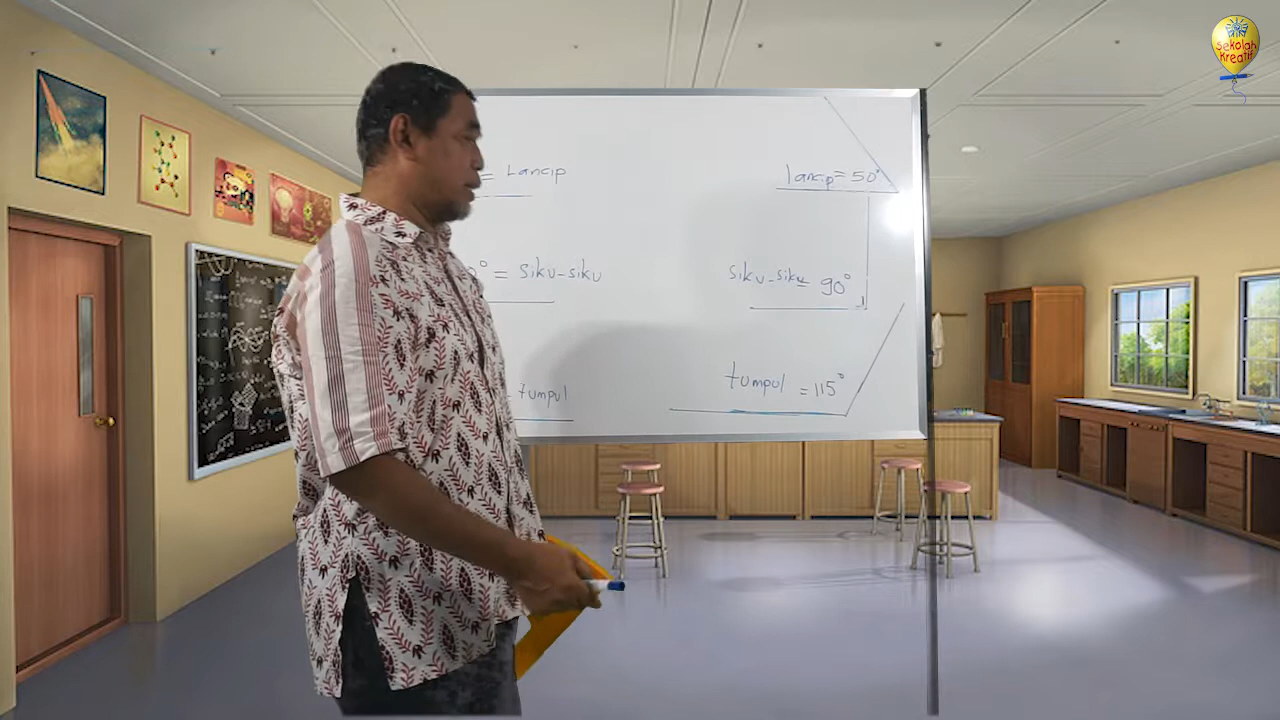 Sekolah
Kreatif
= Lancip
lancip = 50°
° = siku-siku
siku-siku = 90°
tumpul
tumpul = 115°